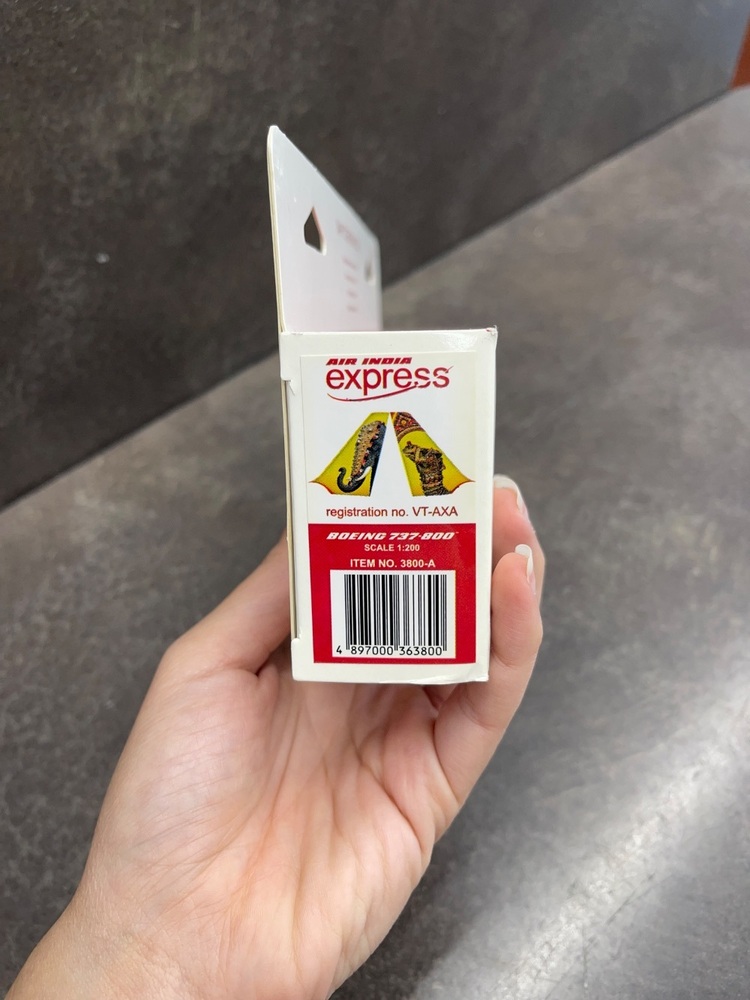 AIR INDIA
express
registration no. VT-AXA
BOEING 737-800
SCALE 1:200
ITEM NO. 3800-A
4 897000 363800